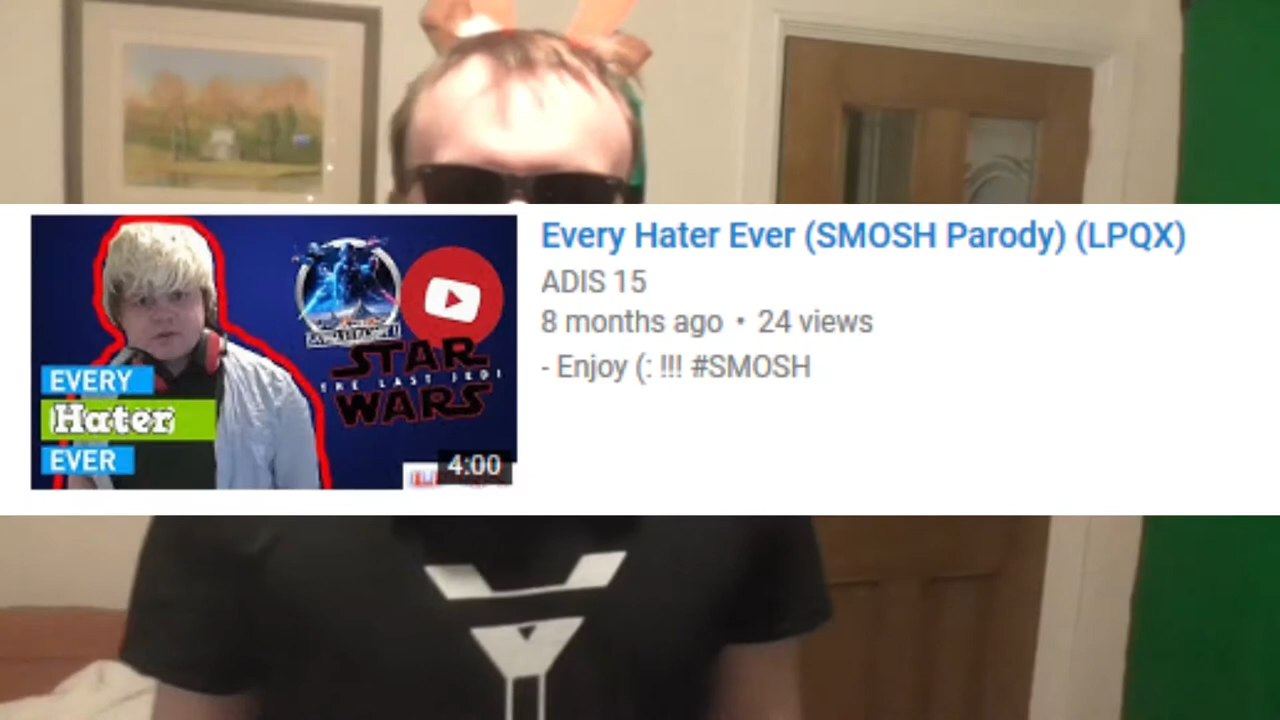 Every Hater Ever (SMOSH Parody) (LPQX)
ADIS 15
8 months ago • 24 views
- Enjoy (: !!! #SMOSH
STAR
THE LAST JEDI
WARS
EVERY
Hater
EVER
4:00